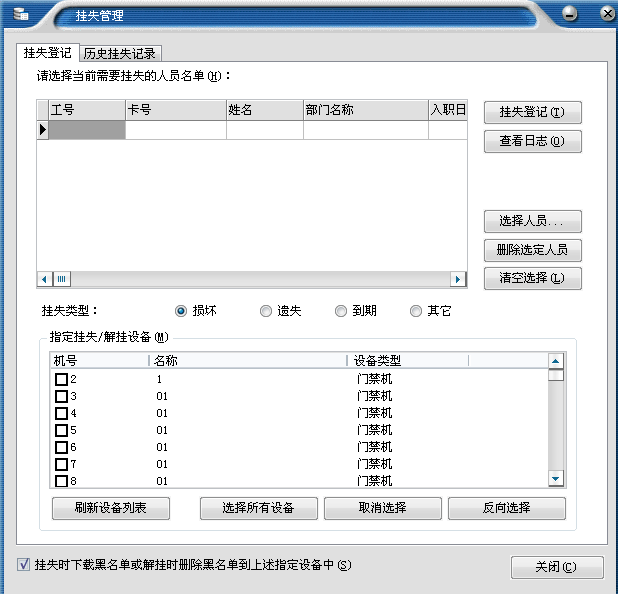 挂失管理
挂失登记 历史挂失记录
请选择当前需要挂失的人员名单(H):
工号 卡号 姓名 部门名称 入职日
挂失登记(T)
查看日志(O)
选择人员...
删除选定人员
清空选择(L)
挂失类型: 损坏 遗失 到期 其它
指定挂失/解挂设备(M)
机号 名称 设备类型
2 1 门禁机
3 01 门禁机
4 01 门禁机
5 01 门禁机
6 01 门禁机
7 01 门禁机
8 01 门禁机
刷新设备列表 选择所有设备 取消选择 反向选择
挂失时下载黑名单或解挂时删除黑名单到上述指定设备中(S)
关闭(C)